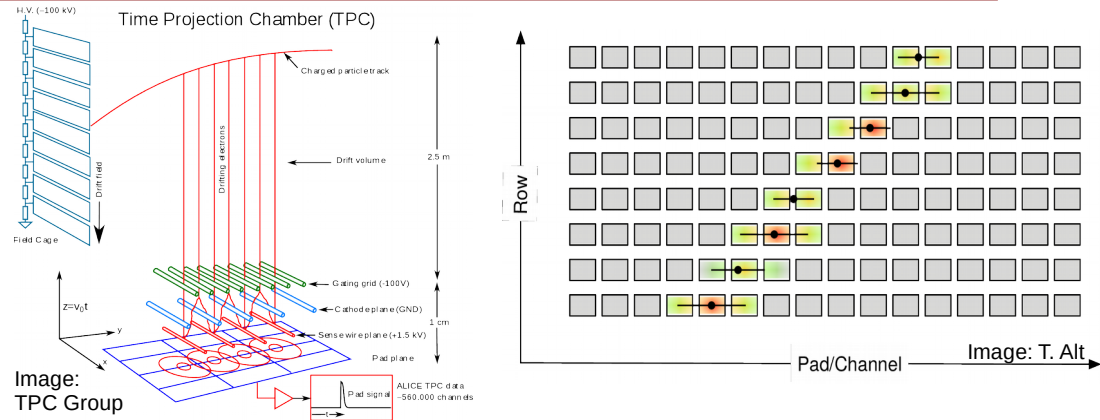 H.V. (–100 kV)
Time Projection Chamber (TPC)
Charged particle track
Drifting electrons
Drift volume
2.5 m
Drift field
Field Cage
Gating grid (-100V)
Cathode plane (GND)
z=v₀t
y
x
1 cm
Sense wire plane (+1.5 kV)
Pad plane
Image:
TPC Group
Pad signal
t
ALICE TPC data
~560.000 channels
Row
Pad/Channel
Image: T. Alt